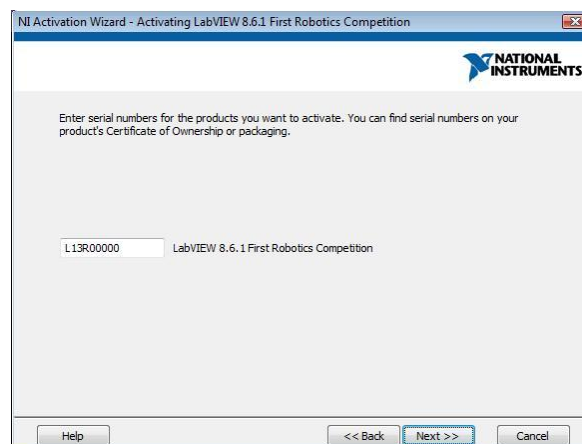 NI Activation Wizard - Activating LabVIEW 8.6.1 First Robotics Competition
NATIONAL
INSTRUMENTS
Enter serial numbers for the products you want to activate. You can find serial numbers on your
product's Certificate of Ownership or packaging.
L13R00000 LabVIEW 8.6.1 First Robotics Competition
Help << Back Next >> Cancel